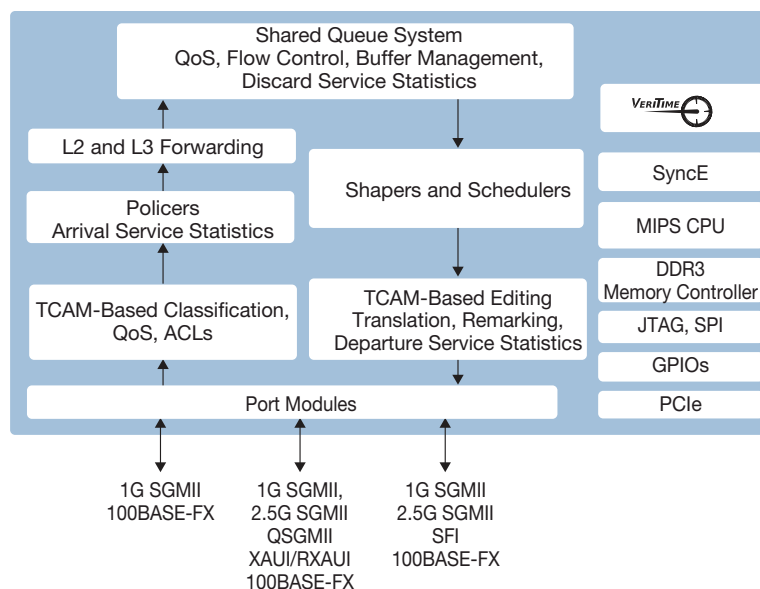 Shared Queue System
QoS, Flow Control, Buffer Management,
Discard Service Statistics
L2 and L3 Forwarding
Policers
Arrival Service Statistics
TCAM-Based Classification,
QoS, ACLs
Shapers and Schedulers
TCAM-Based Editing
Translation, Remarking,
Departure Service Statistics
Port Modules
VERITIME
SyncE
MIPS CPU
DDR3
Memory Controller
JTAG, SPI
GPIOs
PCIe
1G SGMII
100BASE-FX
1G SGMII,
2.5G SGMII
QSGMII
XAUI/RXAUI
100BASE-FX
1G SGMII
2.5G SGMII
SFI
100BASE-FX